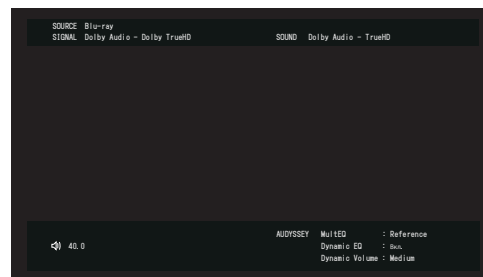 SOURCE Blu-ray
SIGNAL Dolby Audio - Dolby TrueHD SOUND Dolby Audio - TrueHD
AUDYSSEY MultEQ : Reference
40.0 Dynamic EQ : Вкл.
Dynamic Volume : Medium